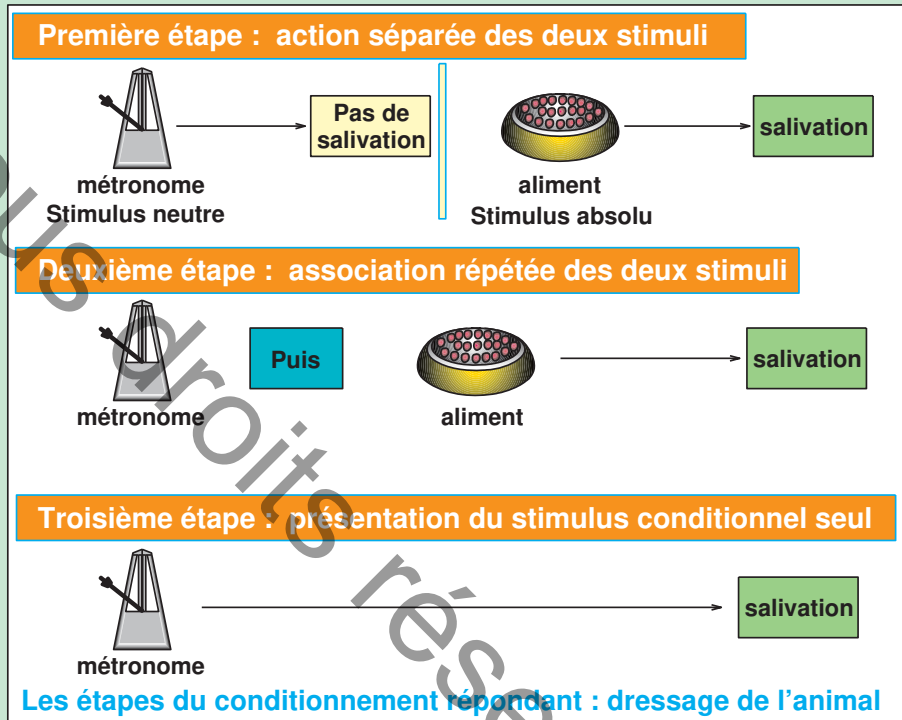 Première étape : action séparée des deux stimuli
Pas de
salivation
salivation
métronome
Stimulus neutre
aliment
Stimulus absolu
Deuxième étape : association répétée des deux stimuli
Puis
salivation
métronome
aliment
Troisième étape : présentation du stimulus conditionnel seul
salivation
métronome
Les étapes du conditionnement répondant : dressage de l’animal
droits